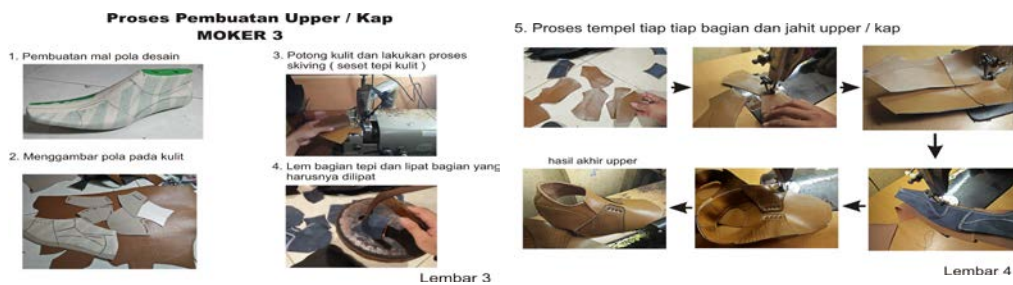 Proses Pembuatan Upper / Kap
MOKER 3
1. Pembuatan mal pola desain
2. Menggambar pola pada kulit
3. Potong kulit dan lakukan proses
skiving ( seset tepi kulit )
4. Lem bagian tepi dan lipat bagian yang
harusnya dilipat
Lembar 3
5. Proses tempel tiap tiap bagian dan jahit upper / kap
hasil akhir upper
Lembar 4